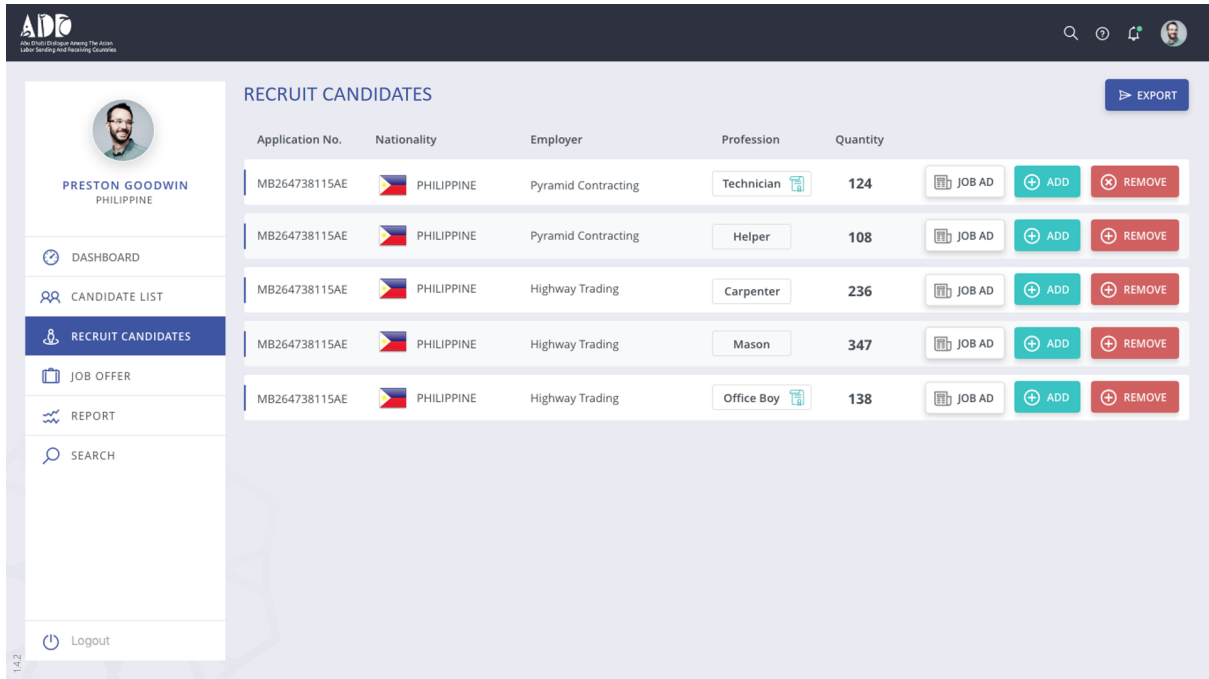 ADD
Abu Dhabi Dialogue Among The Asian
Labor Sending And Receiving Countries
PRESTON GOODWIN
PHILIPPINE
DASHBOARD
CANDIDATE LIST
RECRUIT CANDIDATES
JOB OFFER
REPORT
SEARCH
Logout
1.4.2
RECRUIT CANDIDATES
EXPORT
Application No. Nationality Employer Profession Quantity
MB264738115AE PHILIPPINE Pyramid Contracting Technician 124 JOB AD ADD REMOVE
MB264738115AE PHILIPPINE Pyramid Contracting Helper 108 JOB AD ADD REMOVE
MB264738115AE PHILIPPINE Highway Trading Carpenter 236 JOB AD ADD REMOVE
MB264738115AE PHILIPPINE Highway Trading Mason 347 JOB AD ADD REMOVE
MB264738115AE PHILIPPINE Highway Trading Office Boy 138 JOB AD ADD REMOVE